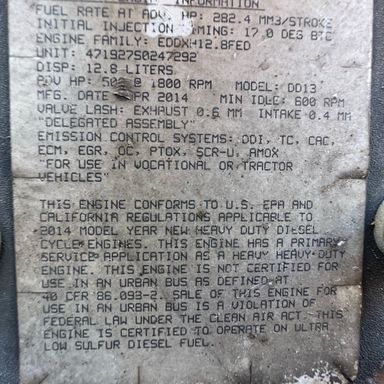 INFORMATION
FUEL RATE AT ADV. HP: 282.4 MM3/STROKE
INITIAL INJECTION TIMING: 17.0 DEG BTC
ENGINE FAMILY: EDDXH12.8FED
UNIT: 471927S0247292
DISP: 12.8 LITERS
ADV HP: @ 1800 RPM MODEL: DD13
MFG. DATE APR 2014 MIN IDLE: 600 RPM
VALVE LASH: EXHAUST 0.6 MM INTAKE 0.4 MM
"DELEGATED ASSEMBLY"
EMISSION CONTROL SYSTEMS: DDI, TC, CAC,
ECM, EGR, OC, PTOX, SCR-U, AMOX
"FOR USE IN VOCATIONAL OR TRACTOR
VEHICLES"
THIS ENGINE CONFORMS TO U.S. EPA AND
CALIFORNIA REGULATIONS APPLICABLE TO
2014 MODEL YEAR NEW HEAVY DUTY DIESEL
CYCLE ENGINES. THIS ENGINE HAS A PRIMARY
SERVICE APPLICATION AS A HEAVY HEAVY-DUTY
ENGINE. THIS ENGINE IS NOT CERTIFIED FOR
USE IN AN URBAN BUS AS DEFINED AT
40 CFR 86.093-2. SALE OF THIS ENGINE FOR
USE IN AN URBAN BUS IS A VIOLATION OF
FEDERAL LAW UNDER THE CLEAN AIR ACT. THIS
ENGINE IS CERTIFIED TO OPERATE ON ULTRA
LOW SULFUR DIESEL FUEL.